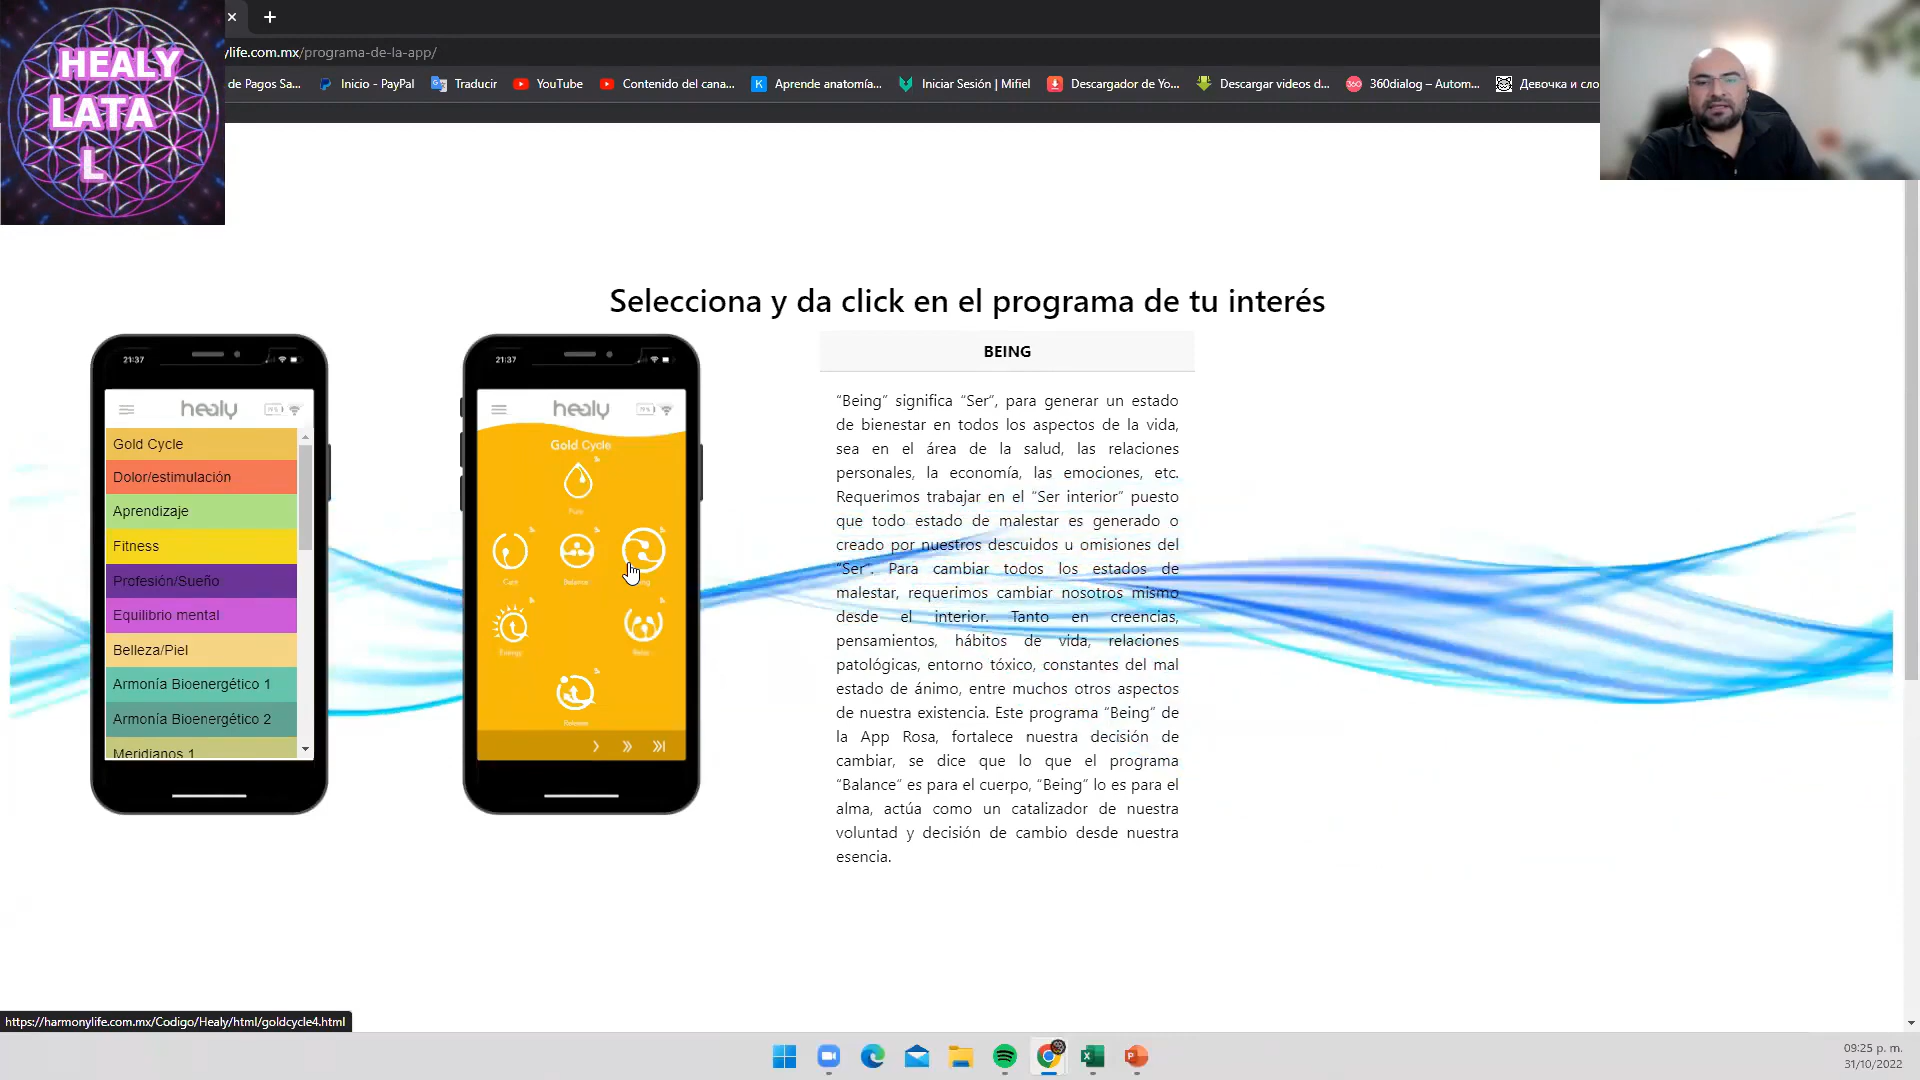 HEALY
LATA
L
ylife.com.mx/programa-de-la-app/
de Pagos Sa...
Inicio - PayPal
Traducir
YouTube
Contenido del cana...
Aprende anatomía...
Iniciar Sesión | Mifiel
Descargador de Yo...
Descargar videos d...
360dialog – Autom...
Девочка и сло
Selecciona y da click en el programa de tu interés
21:37
healy
Gold Cycle
Dolor/estimulación
Aprendizaje
Fitness
Profesión/Sueño
Equilibrio mental
Belleza/Piel
Armonía Bioenergético 1
Armonía Bioenergético 2
Meridianos 1
21:37
healy
Gold Cycle
Pure
Care
Balance
Energy
Relax
Release
BEING
“Being” significa “Ser”, para generar un estado
de bienestar en todos los aspectos de la vida,
sea en el área de la salud, las relaciones
personales, la economía, las emociones, etc.
Requerimos trabajar en el “Ser interior” puesto
que todo estado de malestar es generado o
creado por nuestros descuidos u omisiones del
“Ser”. Para cambiar todos los estados de
malestar, requerimos cambiar nosotros mismo
desde el interior. Tanto en creencias,
pensamientos, hábitos de vida, relaciones
patológicas, entorno tóxico, constantes del mal
estado de ánimo, entre muchos otros aspectos
de nuestra existencia. Este programa “Being” de
la App Rosa, fortalece nuestra decisión de
cambiar, se dice que lo que el programa
“Balance” es para el cuerpo, “Being” lo es para el
alma, actúa como un catalizador de nuestra
voluntad y decisión de cambio desde nuestra
esencia.
https://harmonylife.com.mx/Codigo/Healy/html/goldcycle4.html
09:25 p. m.
31/10/2022